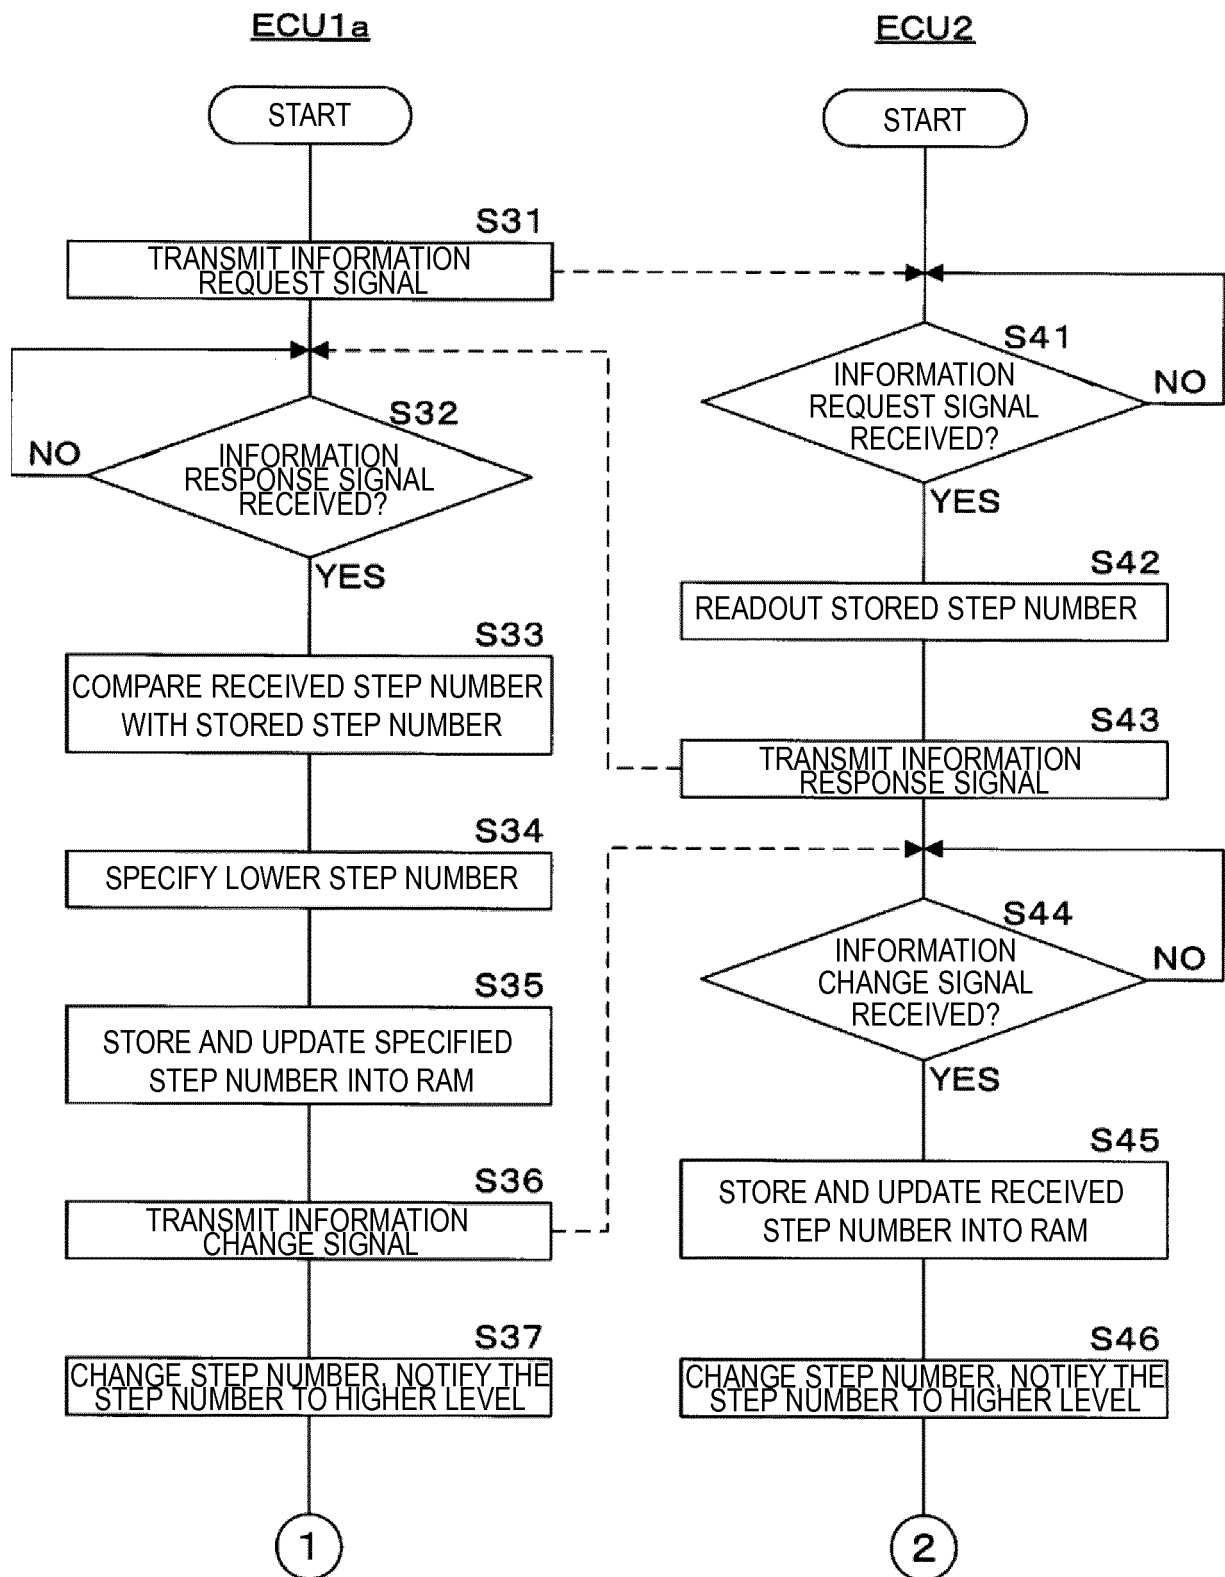 ECU1a
START
S31
TRANSMIT INFORMATION
REQUEST SIGNAL
S32
INFORMATION
RESPONSE SIGNAL
RECEIVED?
NO
YES
S33
COMPARE RECEIVED STEP NUMBER
WITH STORED STEP NUMBER
S34
SPECIFY LOWER STEP NUMBER
S35
STORE AND UPDATE SPECIFIED
STEP NUMBER INTO RAM
S36
TRANSMIT INFORMATION
CHANGE SIGNAL
S37
CHANGE STEP NUMBER, NOTIFY THE
STEP NUMBER TO HIGHER LEVEL
1
ECU2
START
S41
INFORMATION
REQUEST SIGNAL
RECEIVED?
NO
YES
S42
READOUT STORED STEP NUMBER
S43
TRANSMIT INFORMATION
RESPONSE SIGNAL
S44
INFORMATION
CHANGE SIGNAL
RECEIVED?
NO
YES
S45
STORE AND UPDATE RECEIVED
STEP NUMBER INTO RAM
S46
CHANGE STEP NUMBER, NOTIFY THE
STEP NUMBER TO HIGHER LEVEL
2